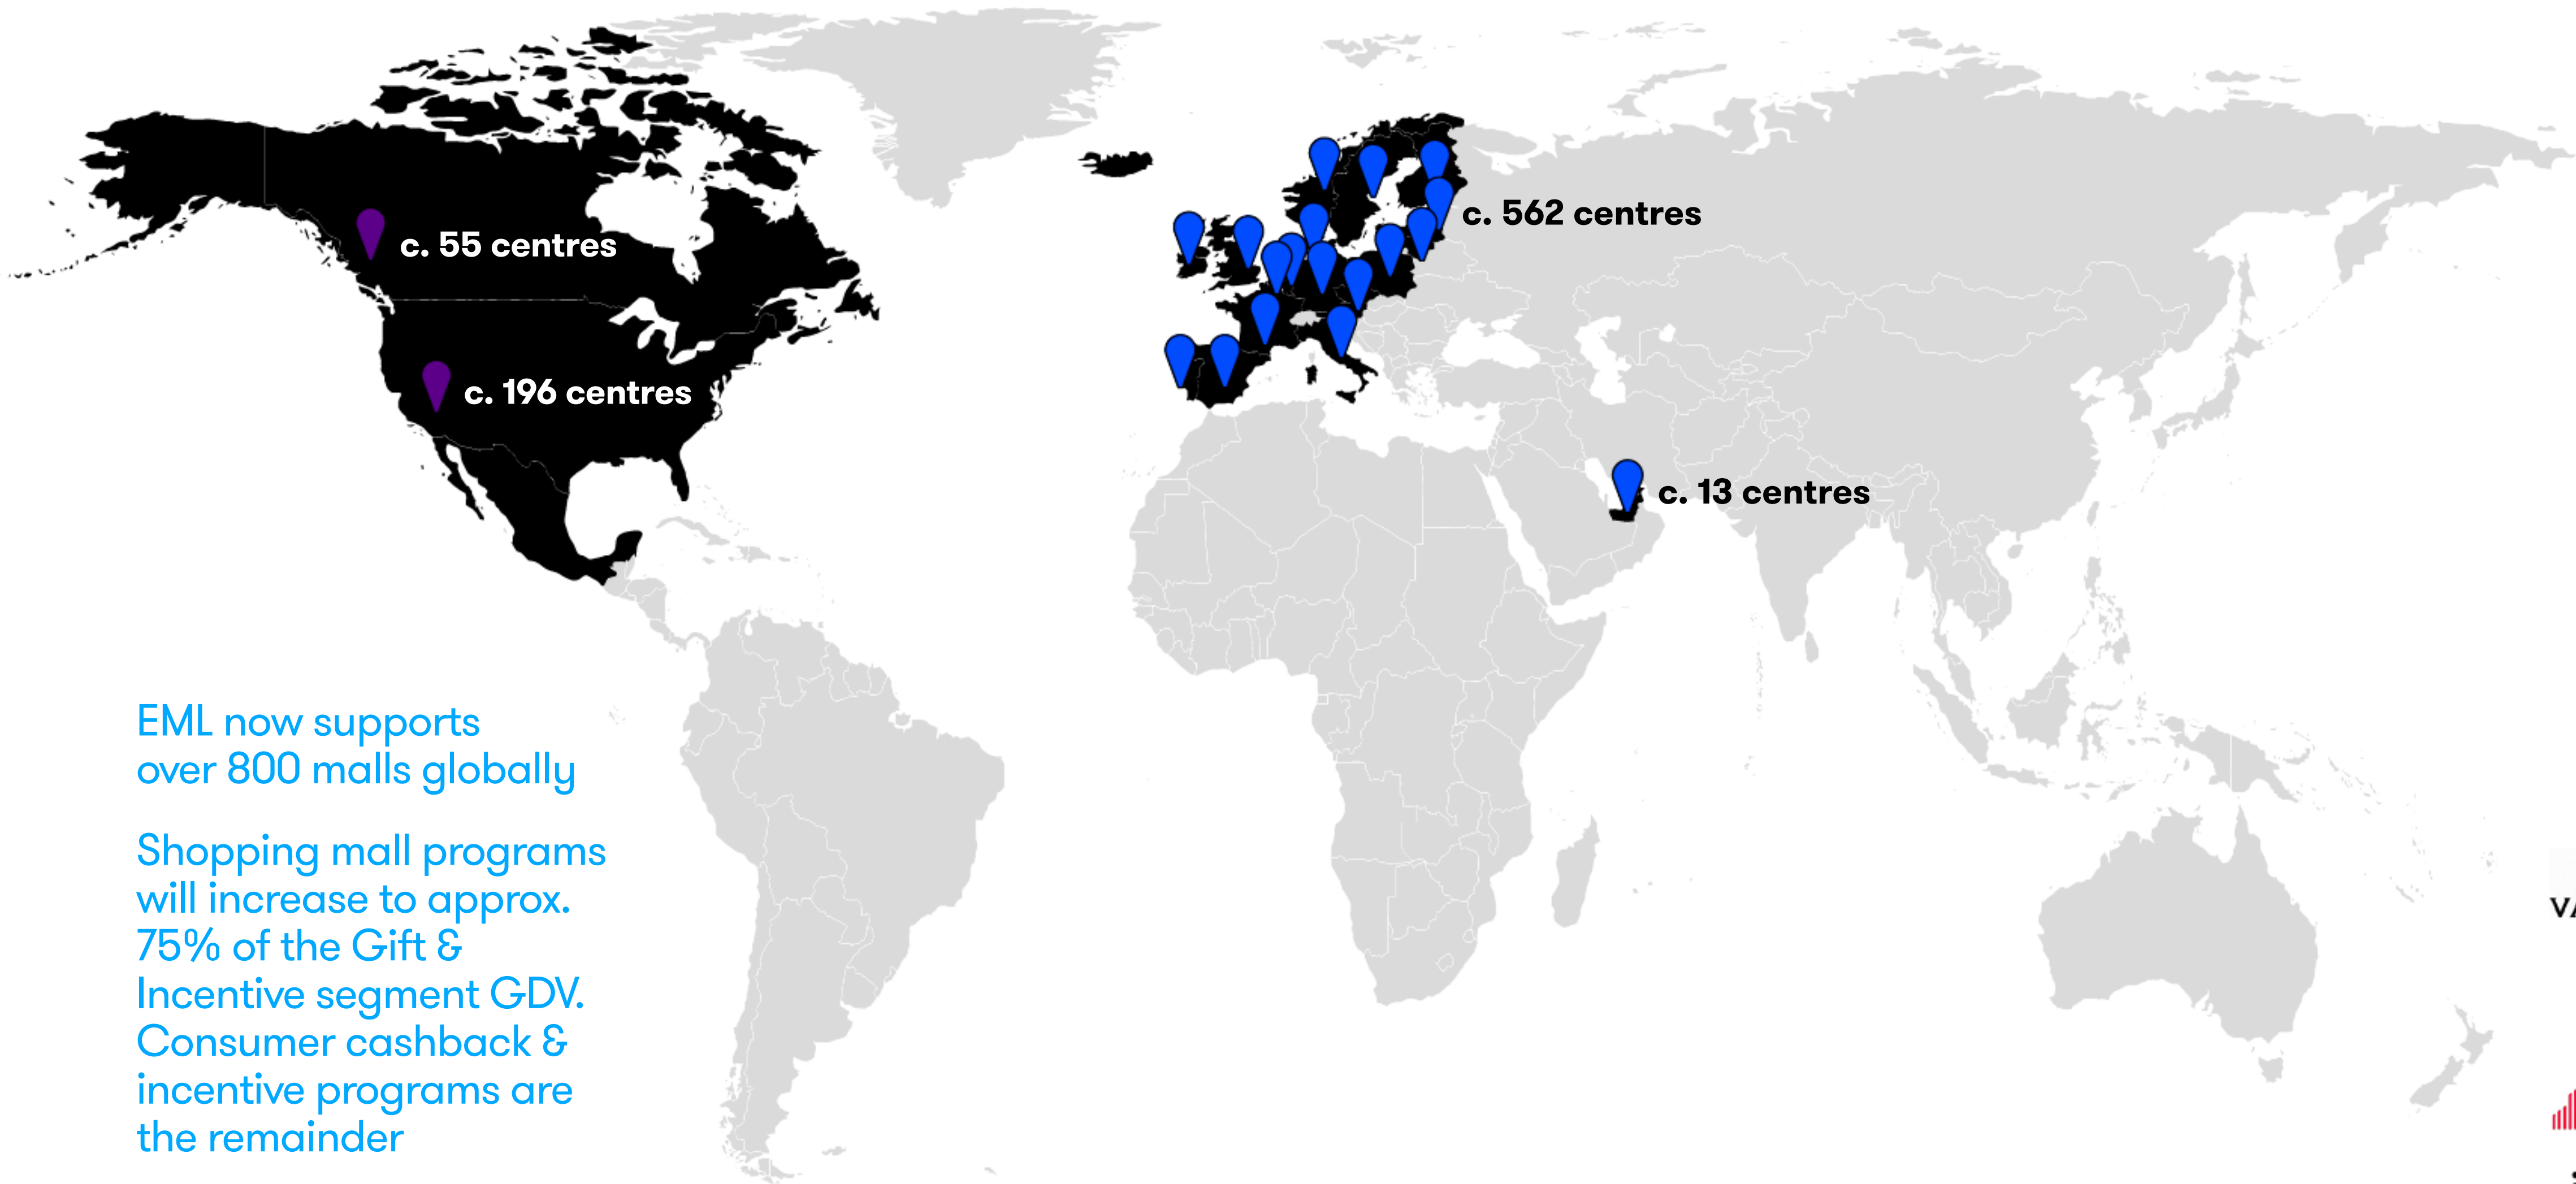 c. 562 centres
c. 55 centres
c. 196 centres
c. 13 centres
EML now supports
over 800 malls globally
Shopping mall programs
will increase to approx.
75% of the Gift &
Incentive segment GDV.
Consumer cashback &
incentive programs are
the remainder